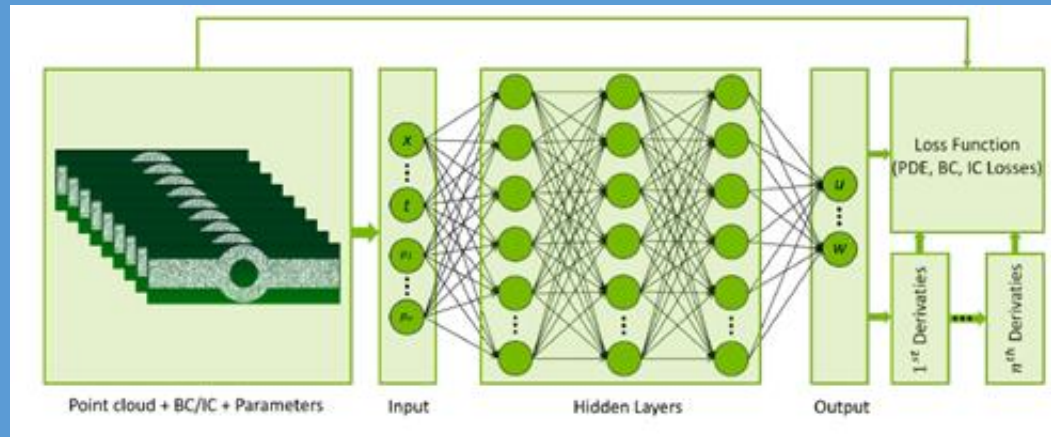 x
t
p₁
pₙ
u
w
Loss Function
(PDE, BC, IC Losses)
1ˢᵗ Derivaties
nᵗʰ Derivaties
Point cloud + BC/IC + Parameters
Input
Hidden Layers
Output